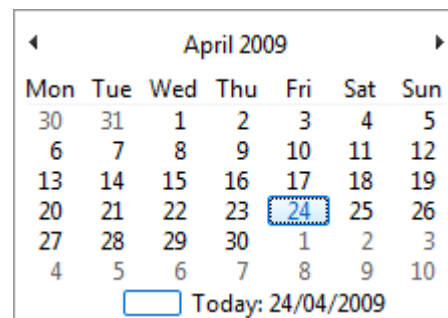 April 2009
Mon Tue Wed Thu Fri Sat Sun
30 31 1 2 3 4 5
6 7 8 9 10 11 12
13 14 15 16 17 18 19
20 21 22 23 24 25 26
27 28 29 30 1 2 3
4 5 6 7 8 9 10
Today: 24/04/2009